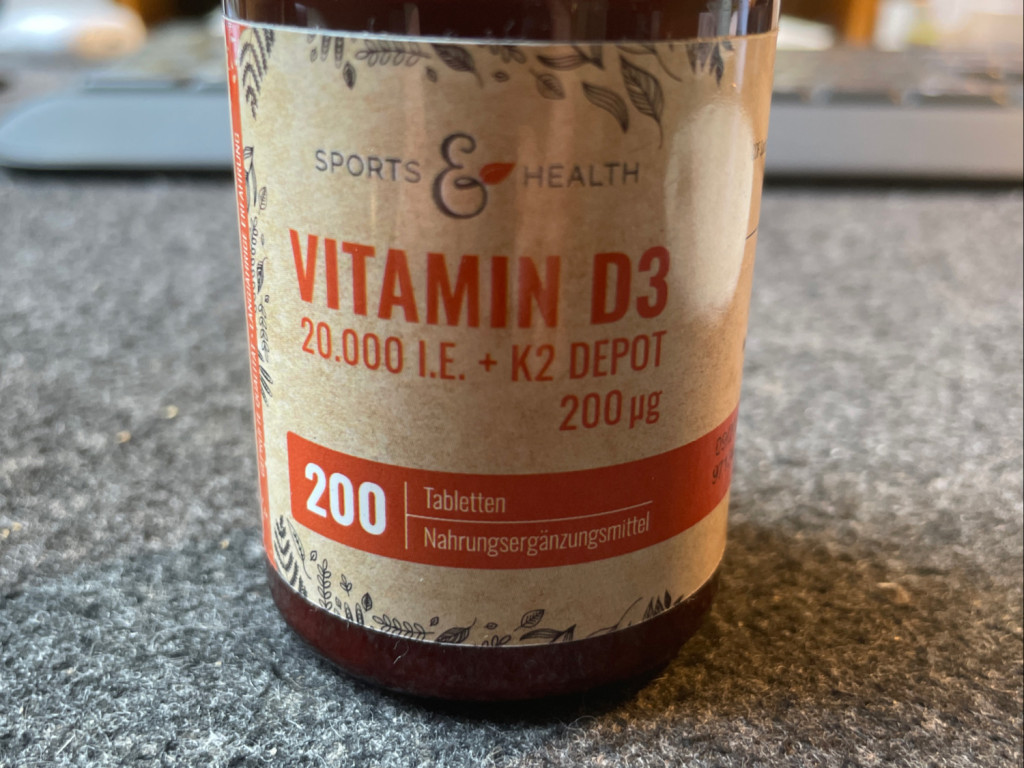 SPORTS & HEALTH
VITAMIN D3
20.000 I.E. + K2 DEPOT
200 µg
200
Tabletten
Nahrungsergänzungsmittel